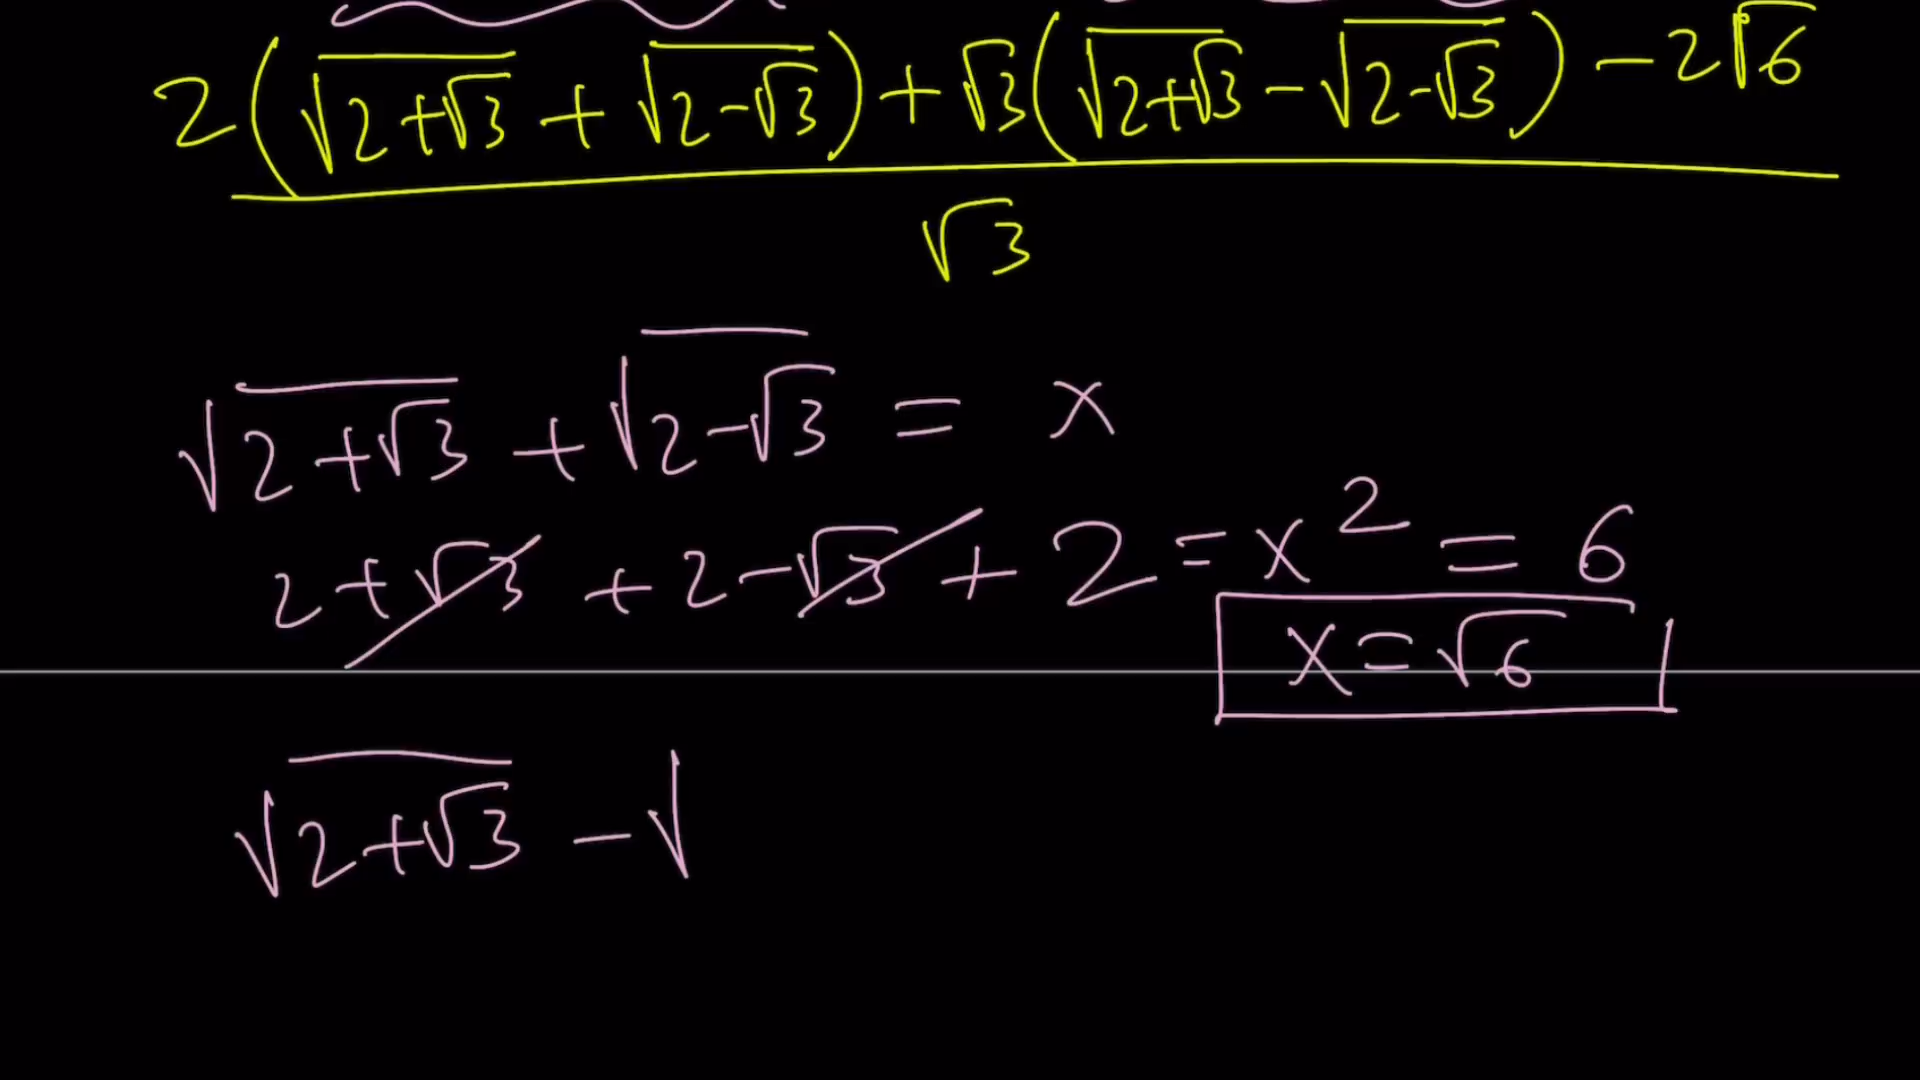 2(√(2+√3) + √(2-√3)) + √3(√(2+√3) - √(2-√3)) - 2√6
√3
√(2+√3) + √(2-√3) = x
2+√3 + 2-√3 + 2 = x² = 6
x = √6
√(2+√3) - √